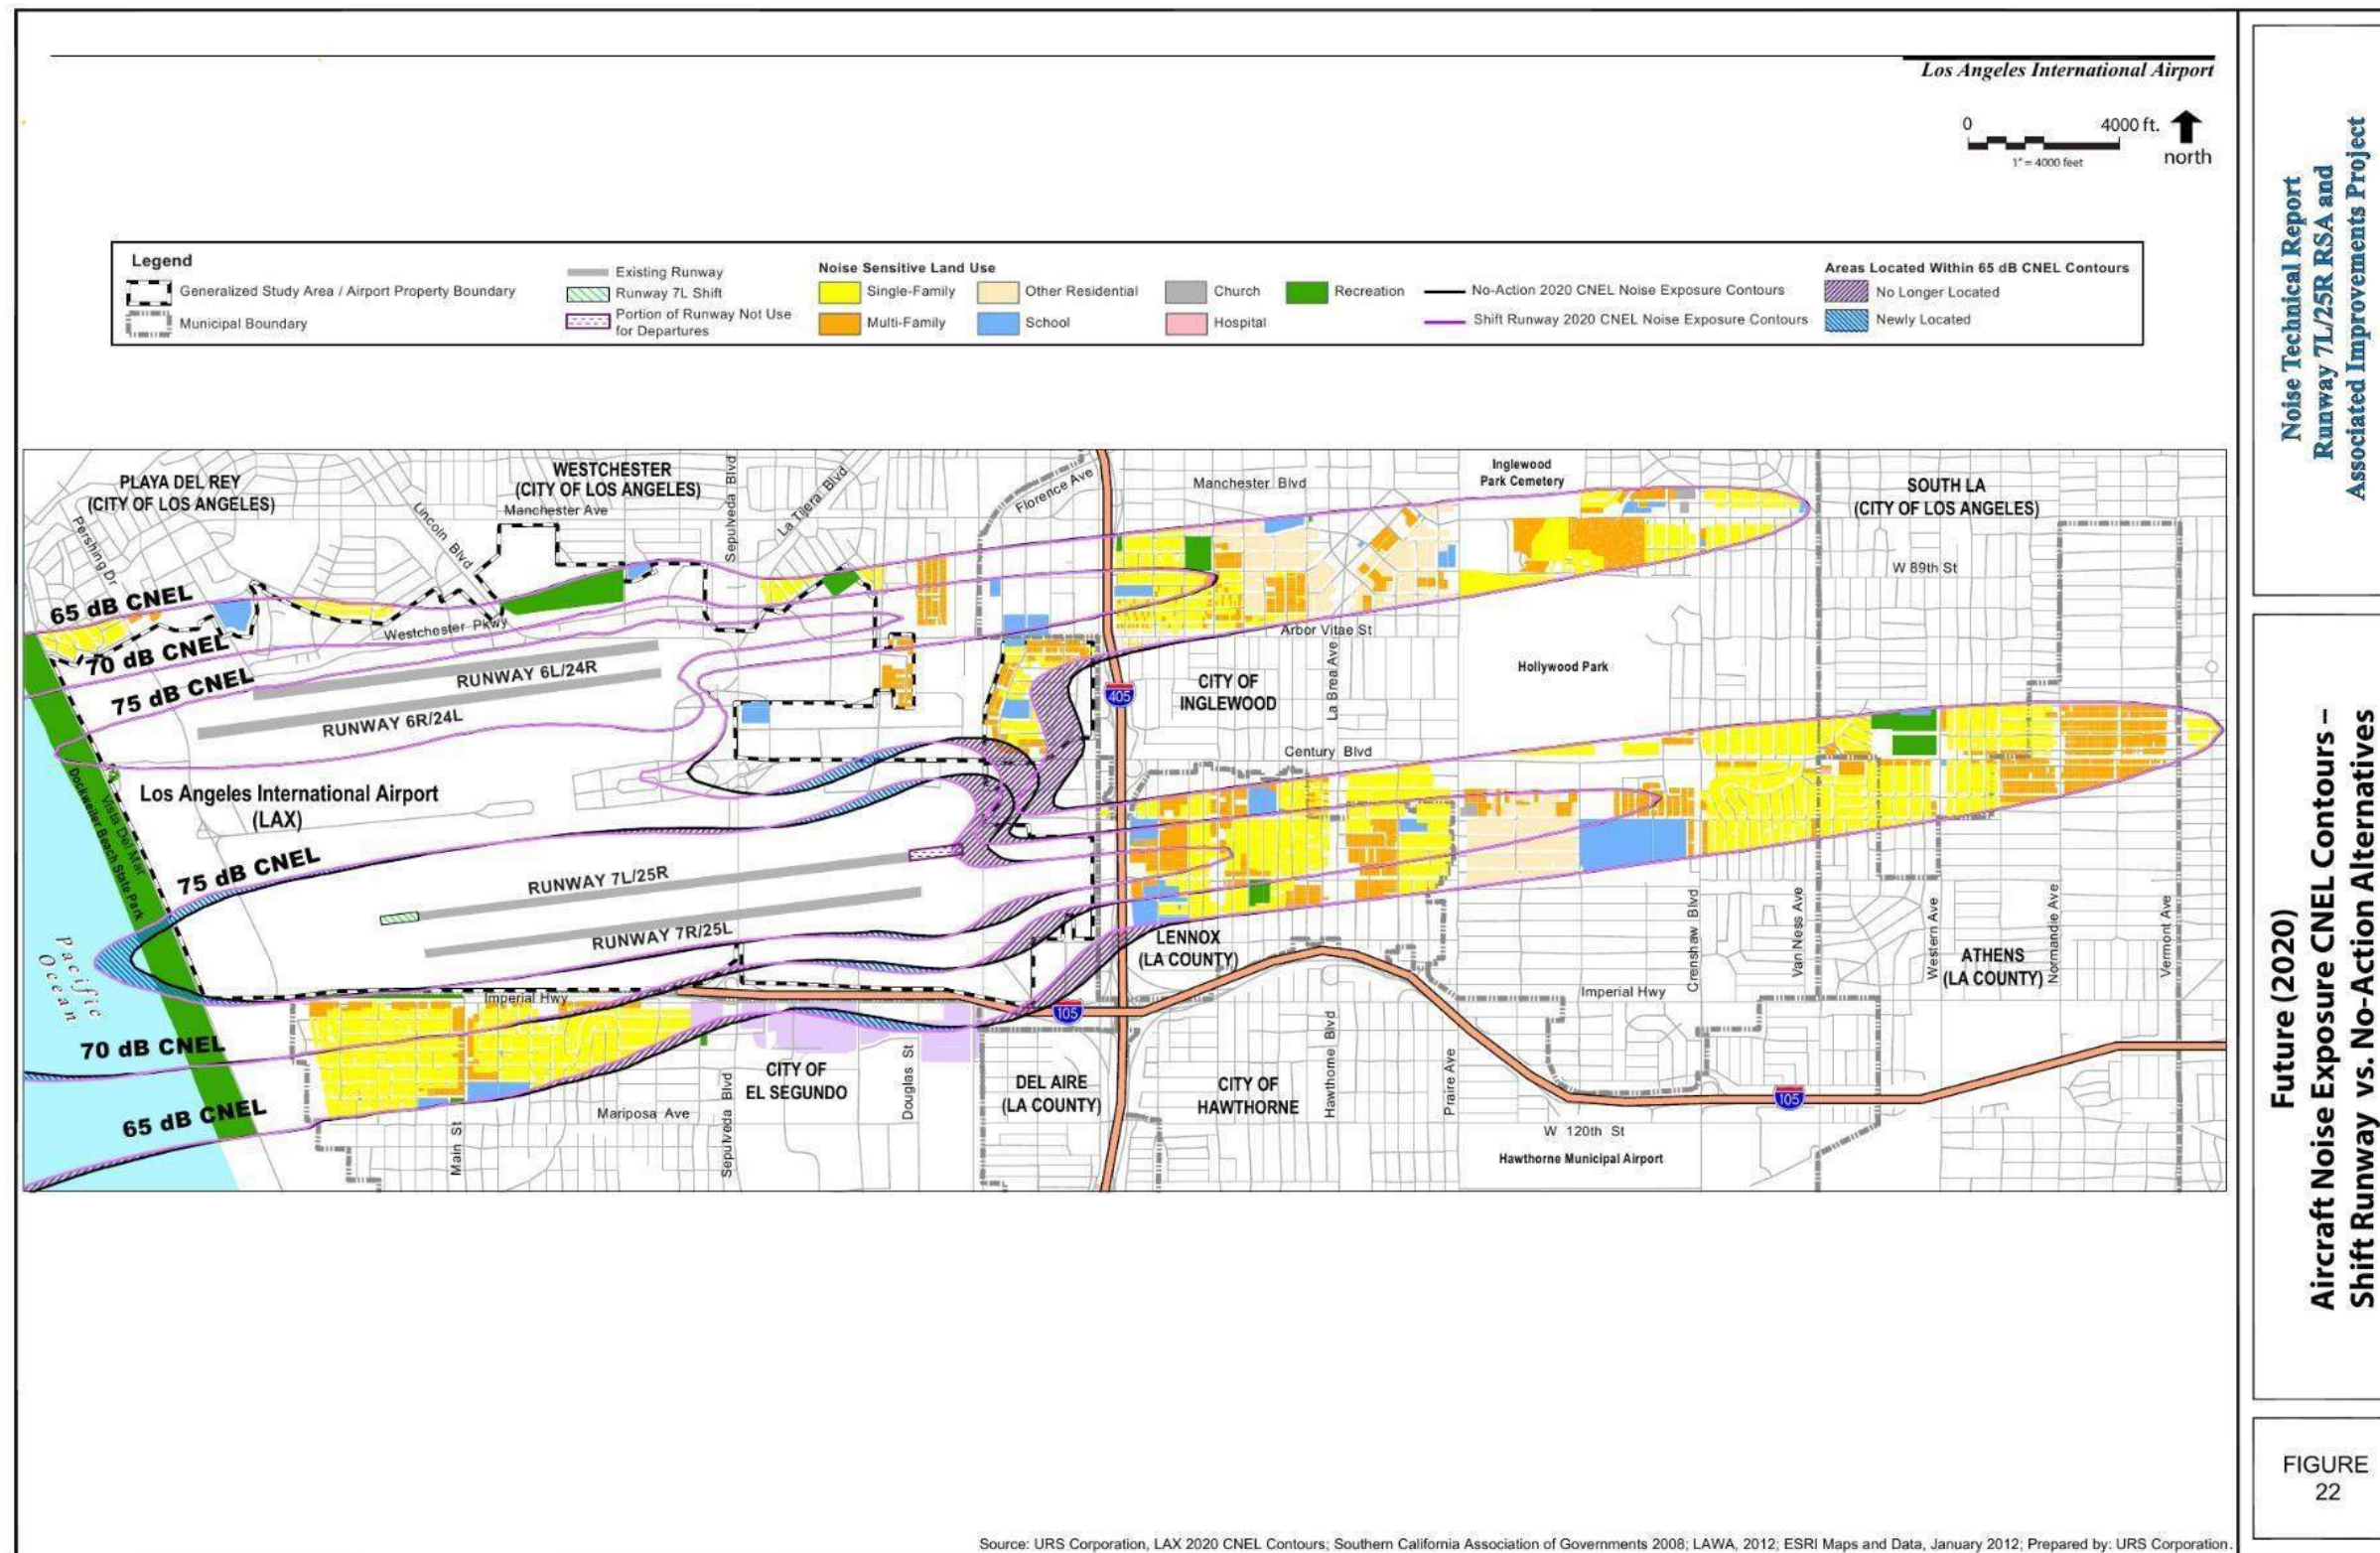 Los Angeles International Airport
0 4000 ft.
1" = 4000 feet
north
Legend
Generalized Study Area / Airport Property Boundary
Municipal Boundary
Existing Runway
Runway 7L Shift
Portion of Runway Not Use
for Departures
Noise Sensitive Land Use
Single-Family
Multi-Family
Other Residential
School
Church
Hospital
Recreation
No-Action 2020 CNEL Noise Exposure Contours
Shift Runway 2020 CNEL Noise Exposure Contours
Areas Located Within 65 dB CNEL Contours
No Longer Located
Newly Located
PLAYA DEL REY
(CITY OF LOS ANGELES)
Pershing Dr
Lincoln Blvd
WESTCHESTER
(CITY OF LOS ANGELES)
Manchester Ave
Sepulveda Blvd
La Tijera Blvd
Florence Ave
Manchester Blvd
Inglewood
Park Cemetery
SOUTH LA
(CITY OF LOS ANGELES)
W 89th St
65 dB CNEL
70 dB CNEL
75 dB CNEL
Westchester Pkwy
RUNWAY 6L/24R
RUNWAY 6R/24L
Arbor Vitae St
La Brea Ave
Hollywood Park
405
CITY OF
INGLEWOOD
Century Blvd
Los Angeles International Airport
(LAX)
Vista Del Mar
Dockweiler Beach State Park
75 dB CNEL
RUNWAY 7L/25R
RUNWAY 7R/25L
Pacific
Ocean
LENNOX
(LA COUNTY)
Crenshaw Blvd
Van Ness Ave
Western Ave
ATHENS
(LA COUNTY)
Normandie Ave
Vermont Ave
Imperial Hwy
Imperial Hwy
105
70 dB CNEL
65 dB CNEL
Main St
Mariposa Ave
Sepulveda Blvd
CITY OF
EL SEGUNDO
Douglas St
DEL AIRE
(LA COUNTY)
CITY OF
HAWTHORNE
Hawthorne Blvd
Prairie Ave
105
W 120th St
Hawthorne Municipal Airport
Noise Technical Report
Runway 7L/25R RSA and
Associated Improvements Project
Future (2020)
Aircraft Noise Exposure CNEL Contours –
Shift Runway vs. No-Action Alternatives
FIGURE
22
Source: URS Corporation, LAX 2020 CNEL Contours; Southern California Association of Governments 2008; LAWA, 2012; ESRI Maps and Data, January 2012; Prepared by: URS Corporation.